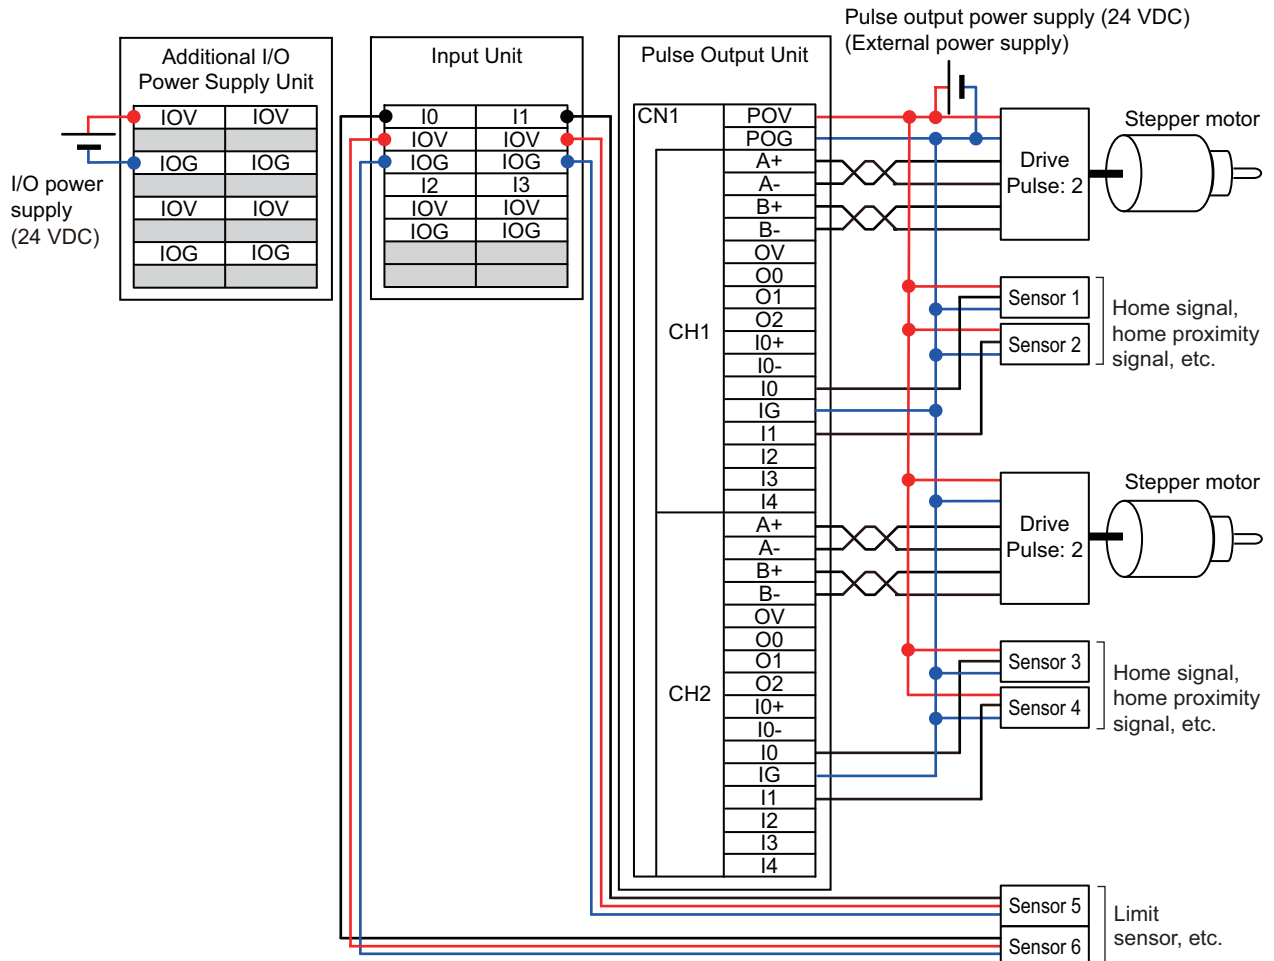 Pulse output power supply (24 VDC)
(External power supply)
Additional I/O
Power Supply Unit
IOV IOV
IOG IOG
IOV IOV
IOG IOG
I/O power
supply
(24 VDC)
Input Unit
I0 I1
IOV IOV
IOG IOG
I2 I3
IOV IOV
IOG IOG
Pulse Output Unit
CN1
POV
POG
CH1
A+
A-
B+
B-
OV
O0
O1
O2
I0+
I0-
I0
IG
I1
I2
I3
I4
CH2
A+
A-
B+
B-
OV
O0
O1
O2
I0+
I0-
I0
IG
I1
I2
I3
I4
Drive
Pulse: 2
Stepper motor
Sensor 1
Sensor 2
Home signal,
home proximity
signal, etc.
Drive
Pulse: 2
Stepper motor
Sensor 3
Sensor 4
Home signal,
home proximity
signal, etc.
Sensor 5
Sensor 6
Limit
sensor, etc.